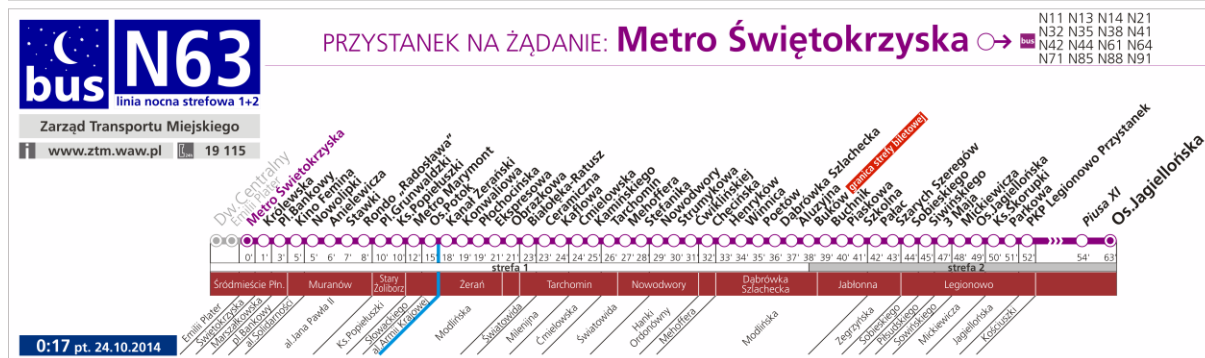 bus N63
linia nocna strefowa 1+2
Zarząd Transportu Miejskiego
i www.ztm.waw.pl 19 115
PRZYSTANEK NA ŻĄDANIE: Metro Świętokrzyska
bus
N11 N13 N14 N21
N32 N35 N38 N41
N42 N44 N61 N64
N71 N85 N88 N91
Dw.Centralny
Emilii Plater
Metro Świętokrzyska
Królewska
Pl.Bankowy
Kino Femina
Nowolipki
Anielewicza
Stawki
Rondo „Radosława”
Pl.Grunwaldzki
Ks.Popiełuszki
Metro Marymont
Os.Potok
Kanał Żerański
Konwaliowa
Płochocińska
Ekspresowa
Obrazkowa
Białołęka-Ratusz
Ceramiczna
Karłowa
Ćmielowska
Kamińskiego
Tarchomin
Mehoffera
Stefanika
Nowodwory
Strumykowa
Ćwiklińskiej
Chęcińska
Henryków
Winnica
Poetów
Dąbrówka Szlachecka
Aluzyjna
Bulów
granica strefy biletowej
Buchnik
Piaskowa
Szkolna
Pałac
Szarych Szeregów
Sobieskiego
Siwińskiego
3 Maja
Mickiewicza
Os.Jagiellońska
Ks.Skorupki
Parkowa
PKP Legionowo Przystanek
Piusa XI
Os.Jagiellońska
0' 1' 3' 5' 5' 6' 7' 8' 10' 10' 12' 15' 18' 19' 21' 21' 21' 23' 23' 24' 25' 26' 27' 28' 30' 31' 32' 33' 34' 35' 36' 37' 38' 39' 40' 41' 42' 43' 44' 45' 47' 48' 49' 50' 51' 52' 54' 63'
strefa 1 strefa 2
Śródmieście Płn. Muranów Stary Żoliborz Żerań Tarchomin Nowodwory Dąbrówka Szlachecka Jabłonna Legionowo
Emilii Plater
Świętokrzyska
Marszałkowska
pl.Bankowy
al.Solidarności
al.Jana Pawła II
Ks.Popiełuszki
Słowackiego
al.Armii Krajowej
Modlińska
Światowida
Milenijna
Ćmielowska
Światowida
Hanki Ordonówny
Mehoffera
Modlińska
Zegrzyńska
Sobieskiego
Piłsudskiego
Sowińskiego
Mickiewicza
Jagiellońska
Kościuszki
0:17 pt. 24.10.2014